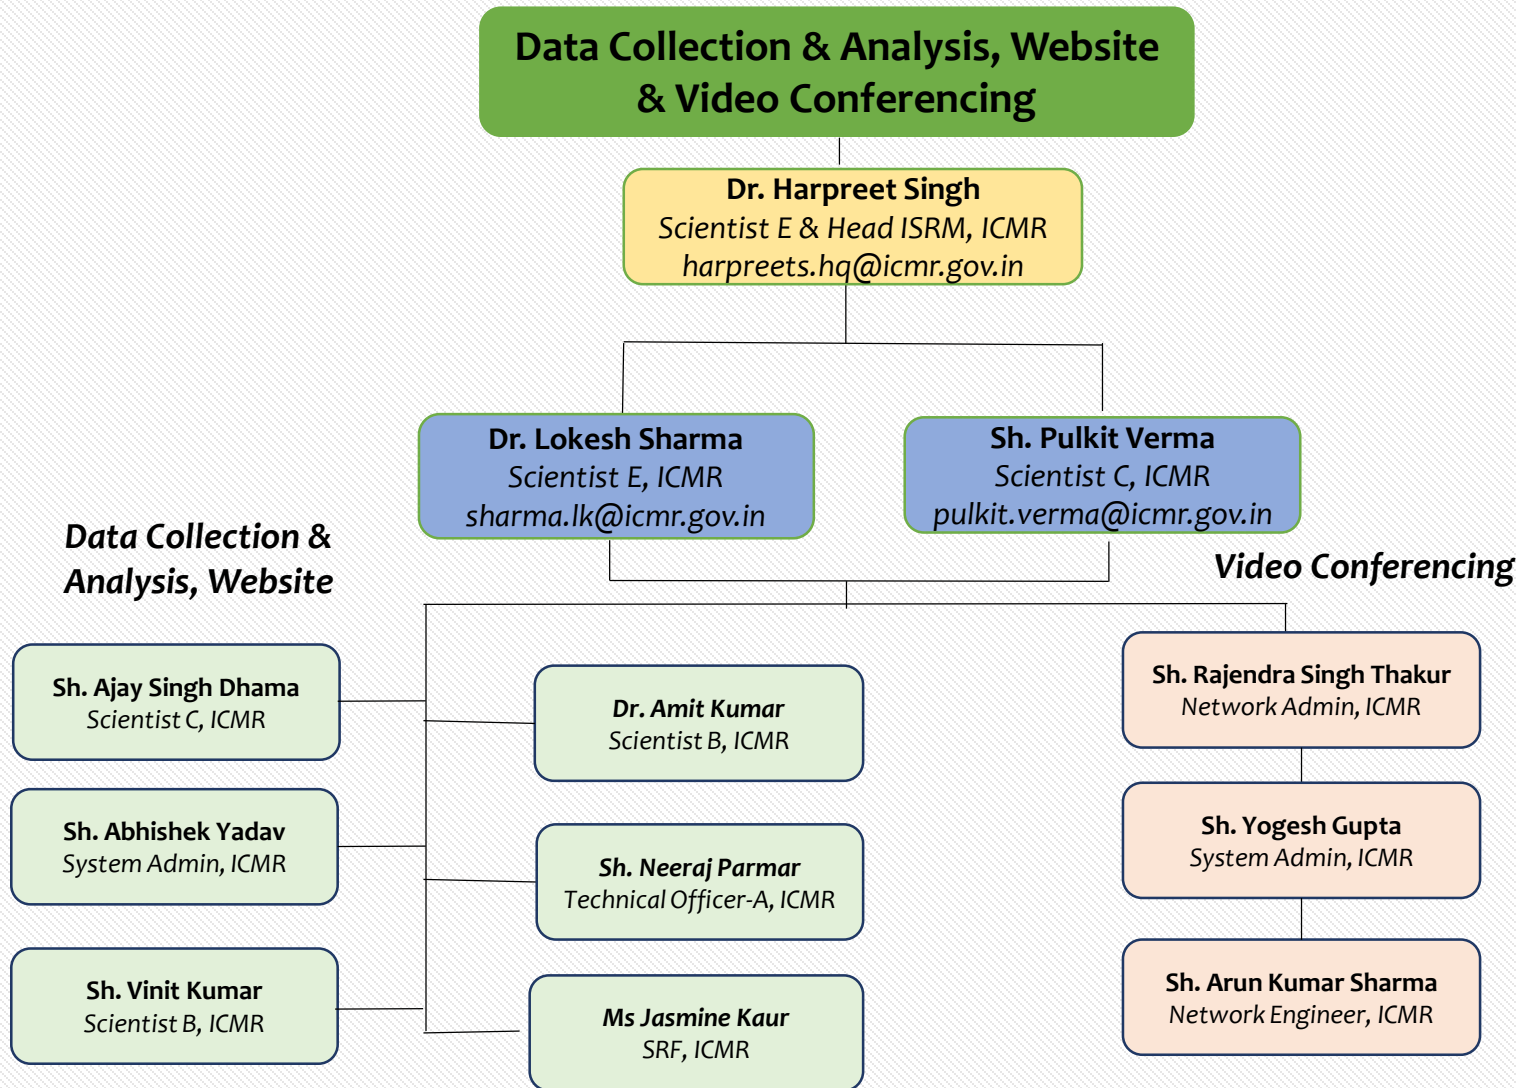 Data Collection & Analysis, Website
& Video Conferencing
Dr. Harpreet Singh
Scientist E & Head ISRM, ICMR
harpreets.hq@icmr.gov.in
Dr. Lokesh Sharma
Scientist E, ICMR
sharma.lk@icmr.gov.in
Sh. Pulkit Verma
Scientist C, ICMR
pulkit.verma@icmr.gov.in
Data Collection &
Analysis, Website
Video Conferencing
Sh. Ajay Singh Dhama
Scientist C, ICMR
Sh. Abhishek Yadav
System Admin, ICMR
Sh. Vinit Kumar
Scientist B, ICMR
Dr. Amit Kumar
Scientist B, ICMR
Sh. Neeraj Parmar
Technical Officer-A, ICMR
Ms Jasmine Kaur
SRF, ICMR
Sh. Rajendra Singh Thakur
Network Admin, ICMR
Sh. Yogesh Gupta
System Admin, ICMR
Sh. Arun Kumar Sharma
Network Engineer, ICMR